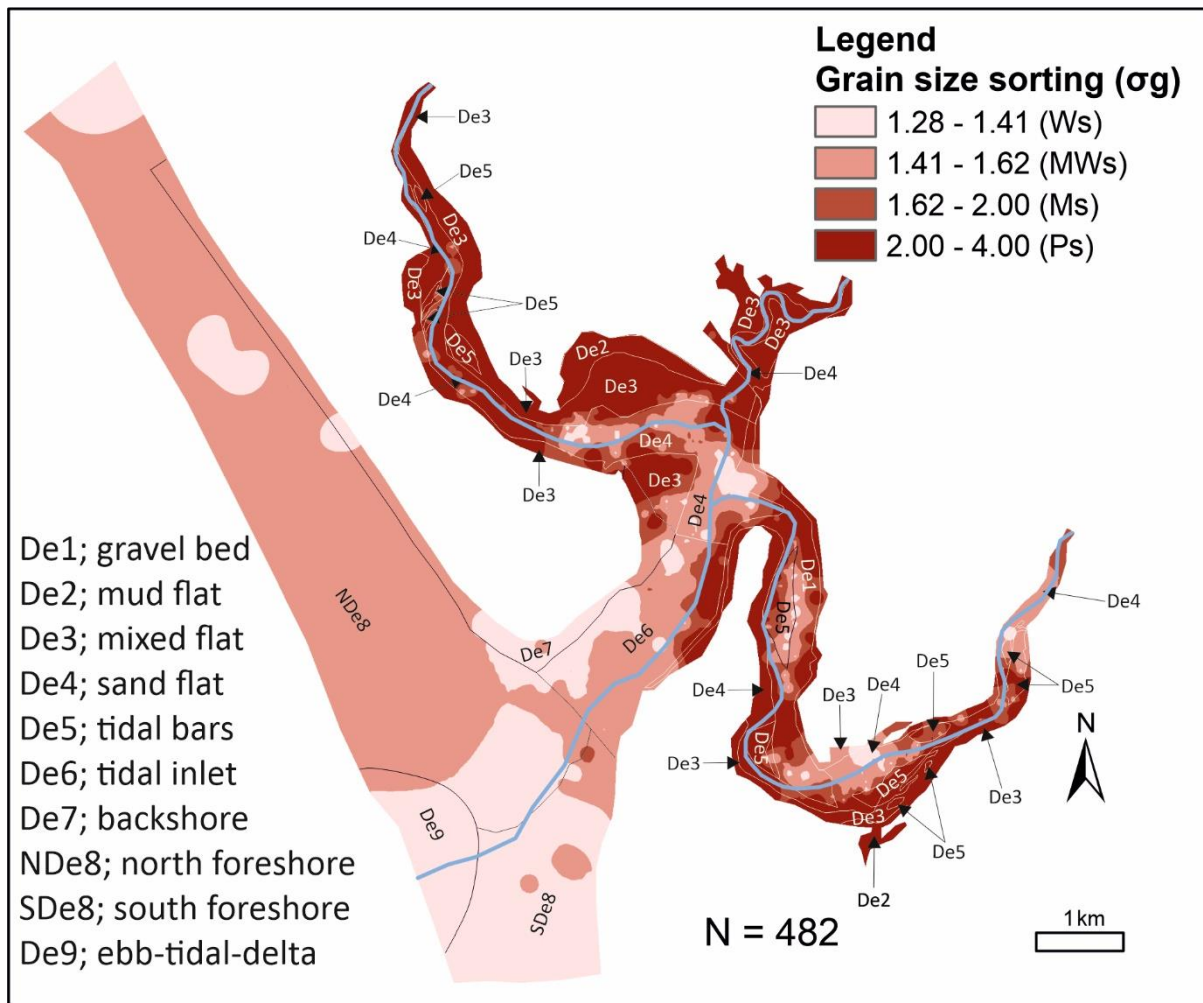 Legend
Grain size sorting (σg)
1.28 - 1.41 (Ws)
1.41 - 1.62 (MWs)
1.62 - 2.00 (Ms)
2.00 - 4.00 (Ps)
De3
De5
De3
De4
De3
De5
De5
De3
De2
De3
De3
De3
De4
De4
De3
De4
De3
De3
De4
De1
De5
De4
NDe8
De7
De6
De4
De3
De4
De5
De5
De3
De5
De5
De3
De3
De5
De2
De9
SDe8
N
De1; gravel bed
De2; mud flat
De3; mixed flat
De4; sand flat
De5; tidal bars
De6; tidal inlet
De7; backshore
NDe8; north foreshore
SDe8; south foreshore
De9; ebb-tidal-delta
N = 482
1 km